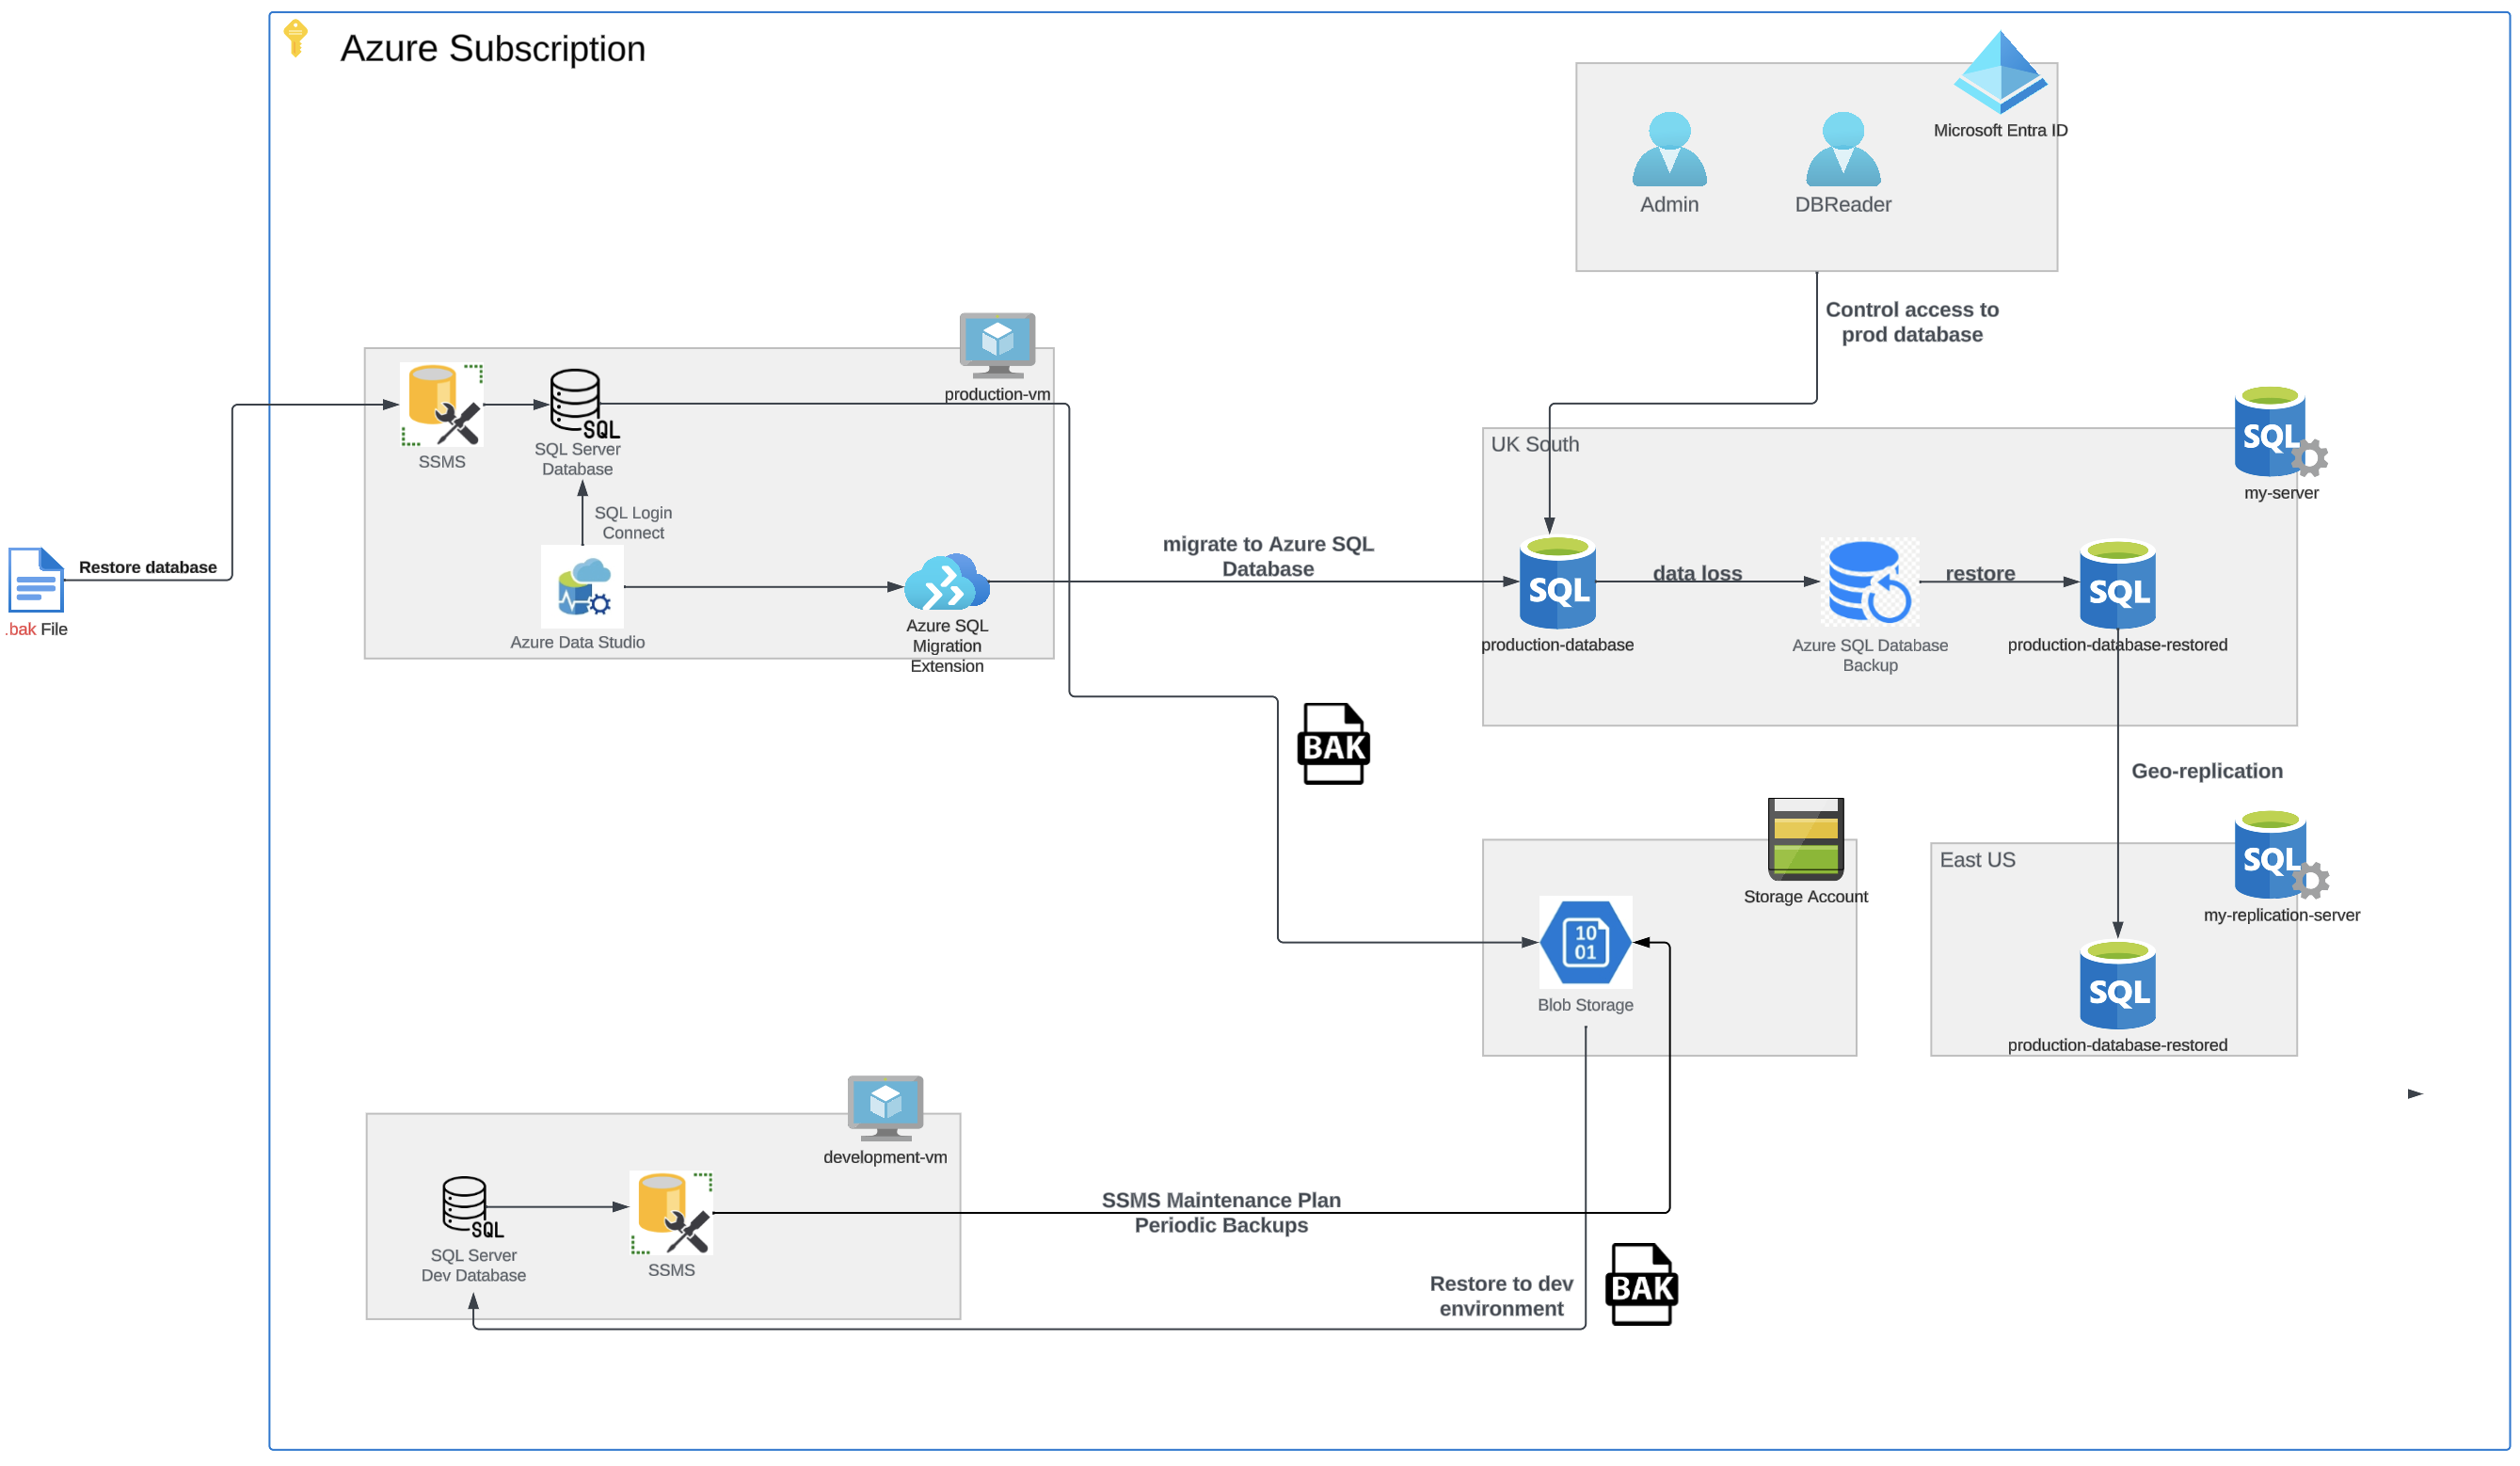 Azure Subscription
Microsoft Entra ID
Admin
DBReader
Control access to
prod database
production-vm
SSMS
SQL
SQL Server
Database
SQL Login
Connect
Azure Data Studio
Azure SQL
Migration
Extension
Restore database
.bak File
migrate to Azure SQL
Database
UK South
SQL
my-server
SQL
production-database
data loss
Azure SQL Database
Backup
restore
SQL
production-database-restored
BAK
Geo-replication
Storage Account
10
01
Blob Storage
East US
SQL
my-replication-server
SQL
production-database-restored
development-vm
SQL
SQL Server
Dev Database
SSMS
SSMS Maintenance Plan
Periodic Backups
Restore to dev
environment
BAK